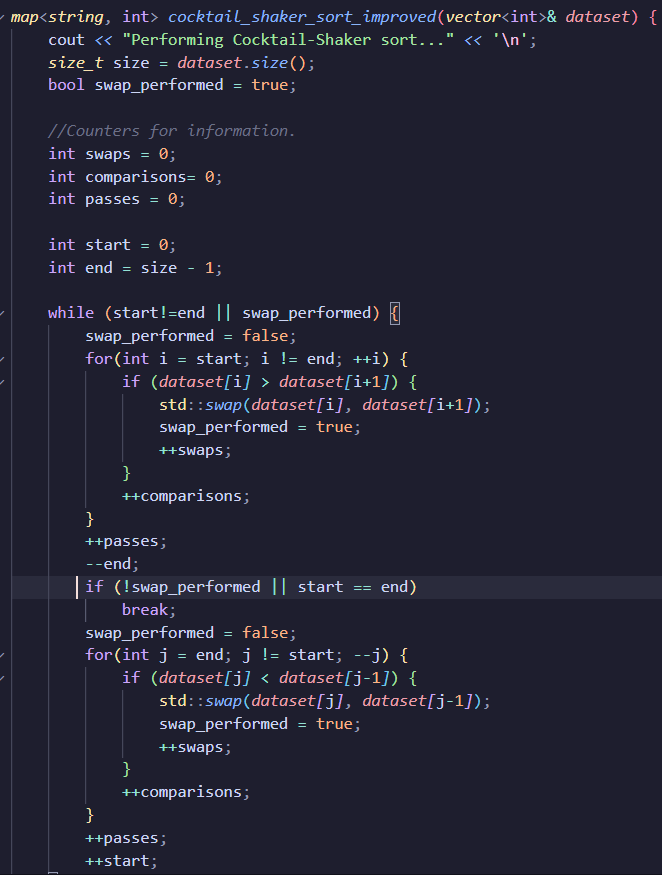 map<string, int> cocktail_shaker_sort_improved(vector<int>& dataset) {
    cout << "Performing Cocktail-Shaker sort..." << '\n';
    size_t size = dataset.size();
    bool swap_performed = true;

    //Counters for information.
    int swaps = 0;
    int comparisons= 0;
    int passes = 0;

    int start = 0;
    int end = size - 1;

    while (start!=end || swap_performed) {
        swap_performed = false;
        for(int i = start; i != end; ++i) {
            if (dataset[i] > dataset[i+1]) {
                std::swap(dataset[i], dataset[i+1]);
                swap_performed = true;
                ++swaps;
            }
            ++comparisons;
        }
        ++passes;
        --end;
        if (!swap_performed || start == end)
            break;
        swap_performed = false;
        for(int j = end; j != start; --j) {
            if (dataset[j] < dataset[j-1]) {
                std::swap(dataset[j], dataset[j-1]);
                swap_performed = true;
                ++swaps;
            }
            ++comparisons;
        }
        ++passes;
        ++start;